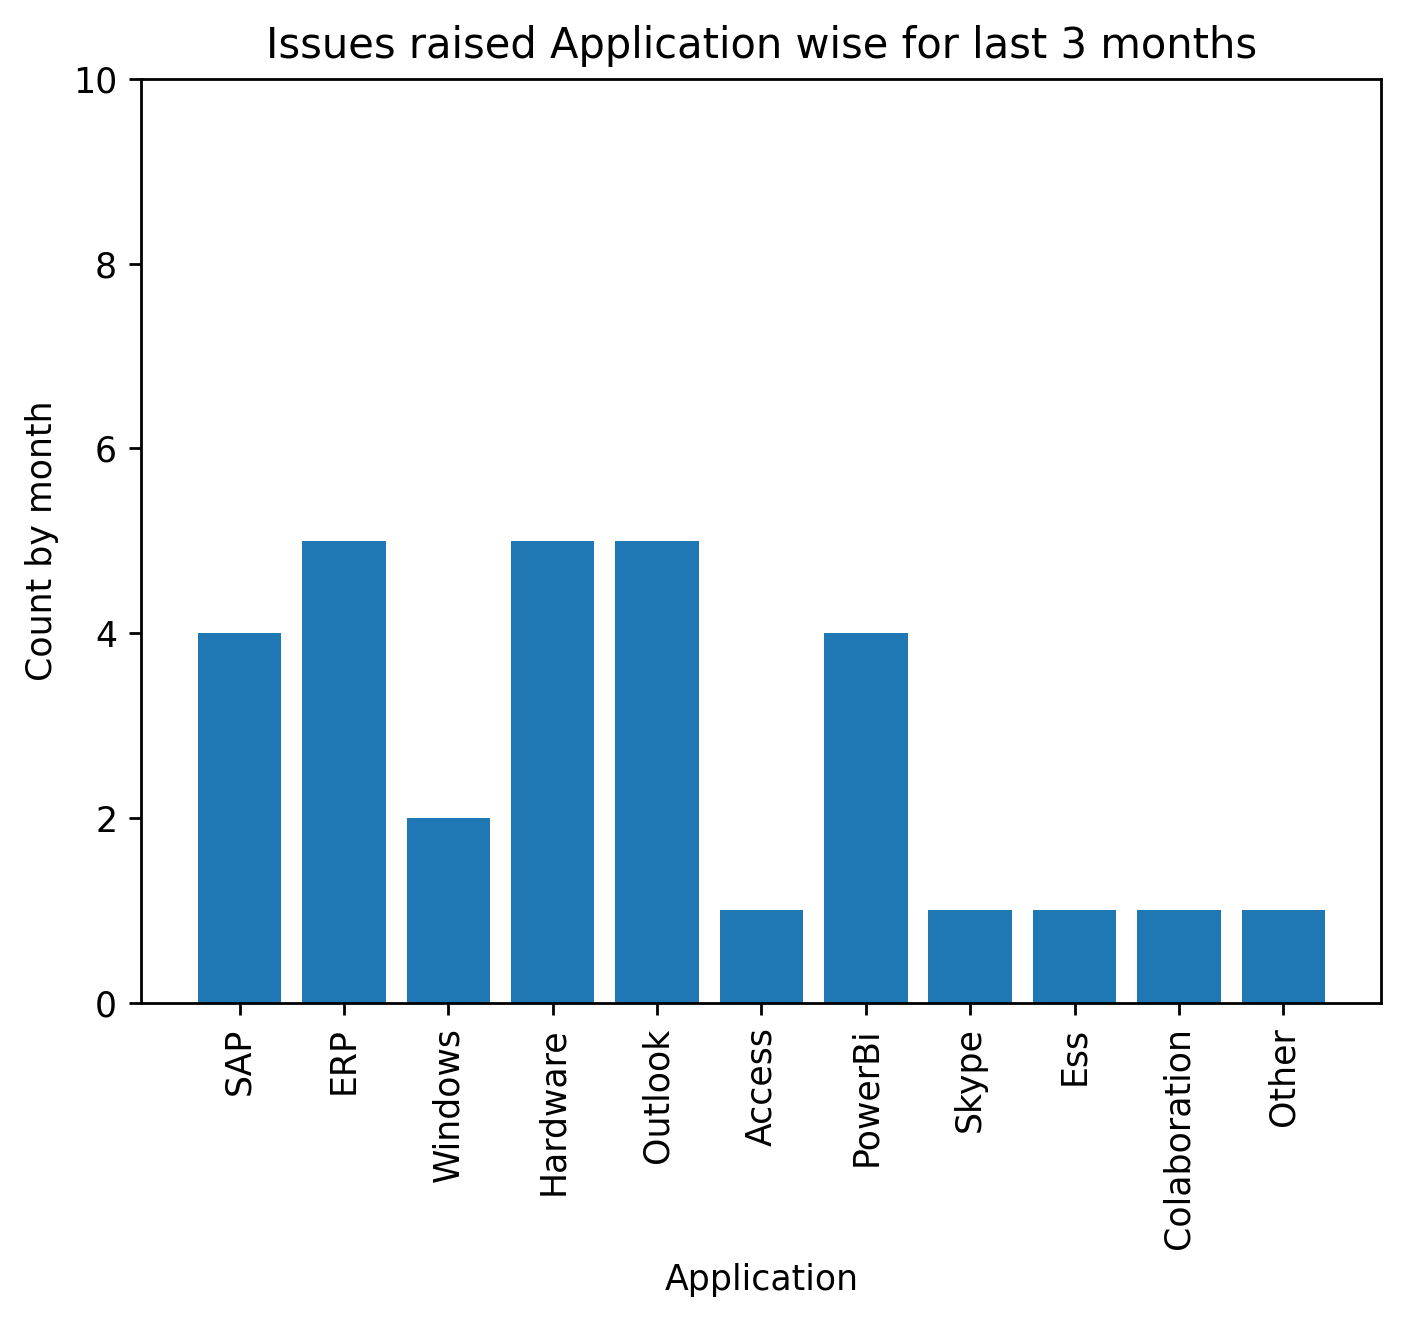 Issues raised Application wise for last 3 months
Count by month
10
8
6
4
2
0
SAP
ERP
Windows
Hardware
Outlook
Access
PowerBi
Skype
Ess
Colaboration
Other
Application